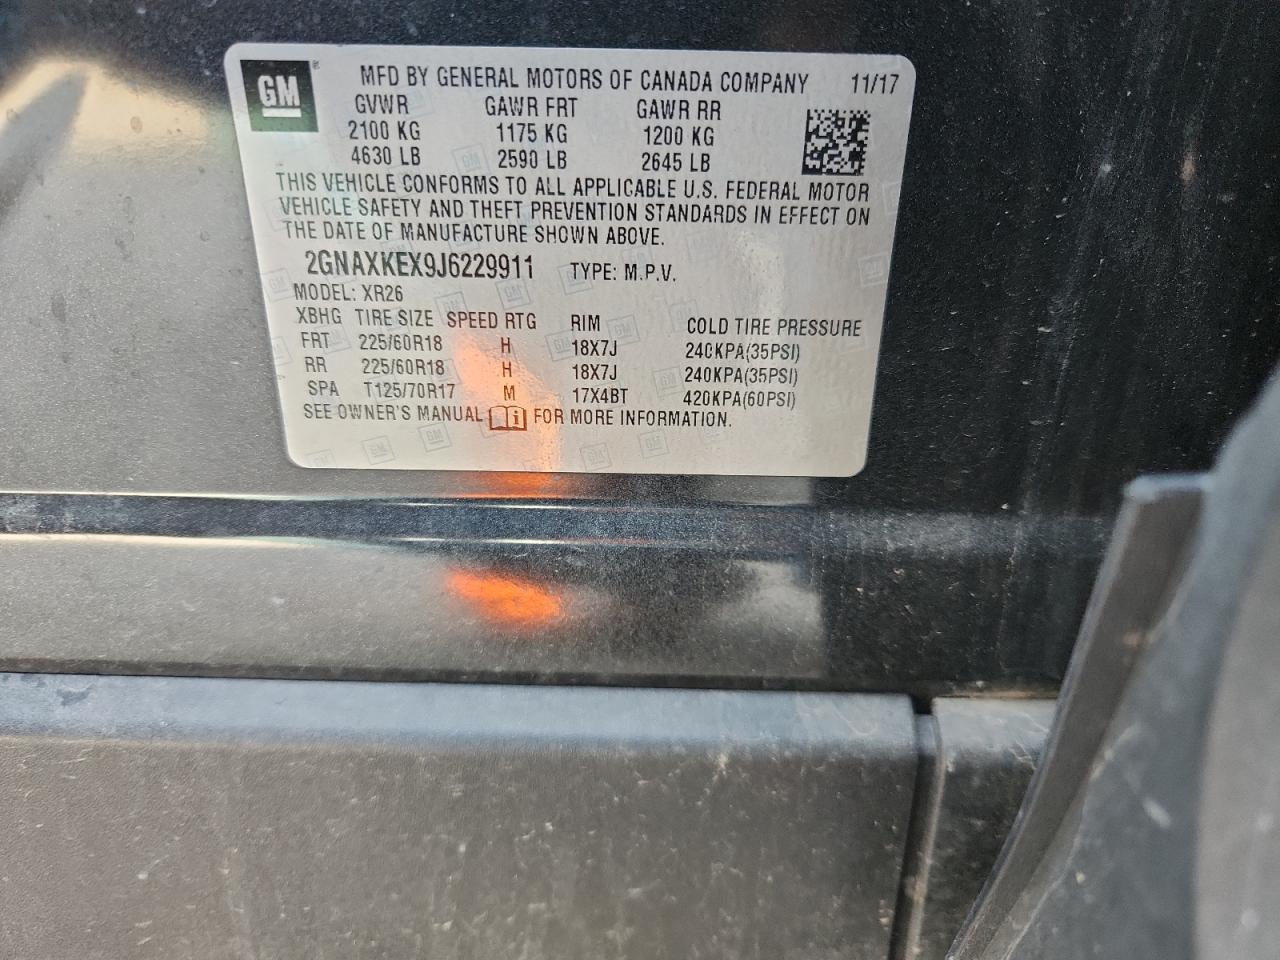 GM ® MFD BY GENERAL MOTORS OF CANADA COMPANY 11/17
GVWR GAWR FRT GAWR RR
2100 KG 1175 KG 1200 KG
4630 LB 2590 LB 2645 LB
THIS VEHICLE CONFORMS TO ALL APPLICABLE U.S. FEDERAL MOTOR
VEHICLE SAFETY AND THEFT PREVENTION STANDARDS IN EFFECT ON
THE DATE OF MANUFACTURE SHOWN ABOVE.
2GNAXKEX9J6229911 TYPE: M.P.V.
MODEL: XR26
XBHG TIRE SIZE SPEED RTG RIM COLD TIRE PRESSURE
FRT 225/60R18 H 18X7J 240KPA(35PSI)
RR 225/60R18 H 18X7J 240KPA(35PSI)
SPA T125/70R17 M 17X4BT 420KPA(60PSI)
SEE OWNER'S MANUAL FOR MORE INFORMATION.